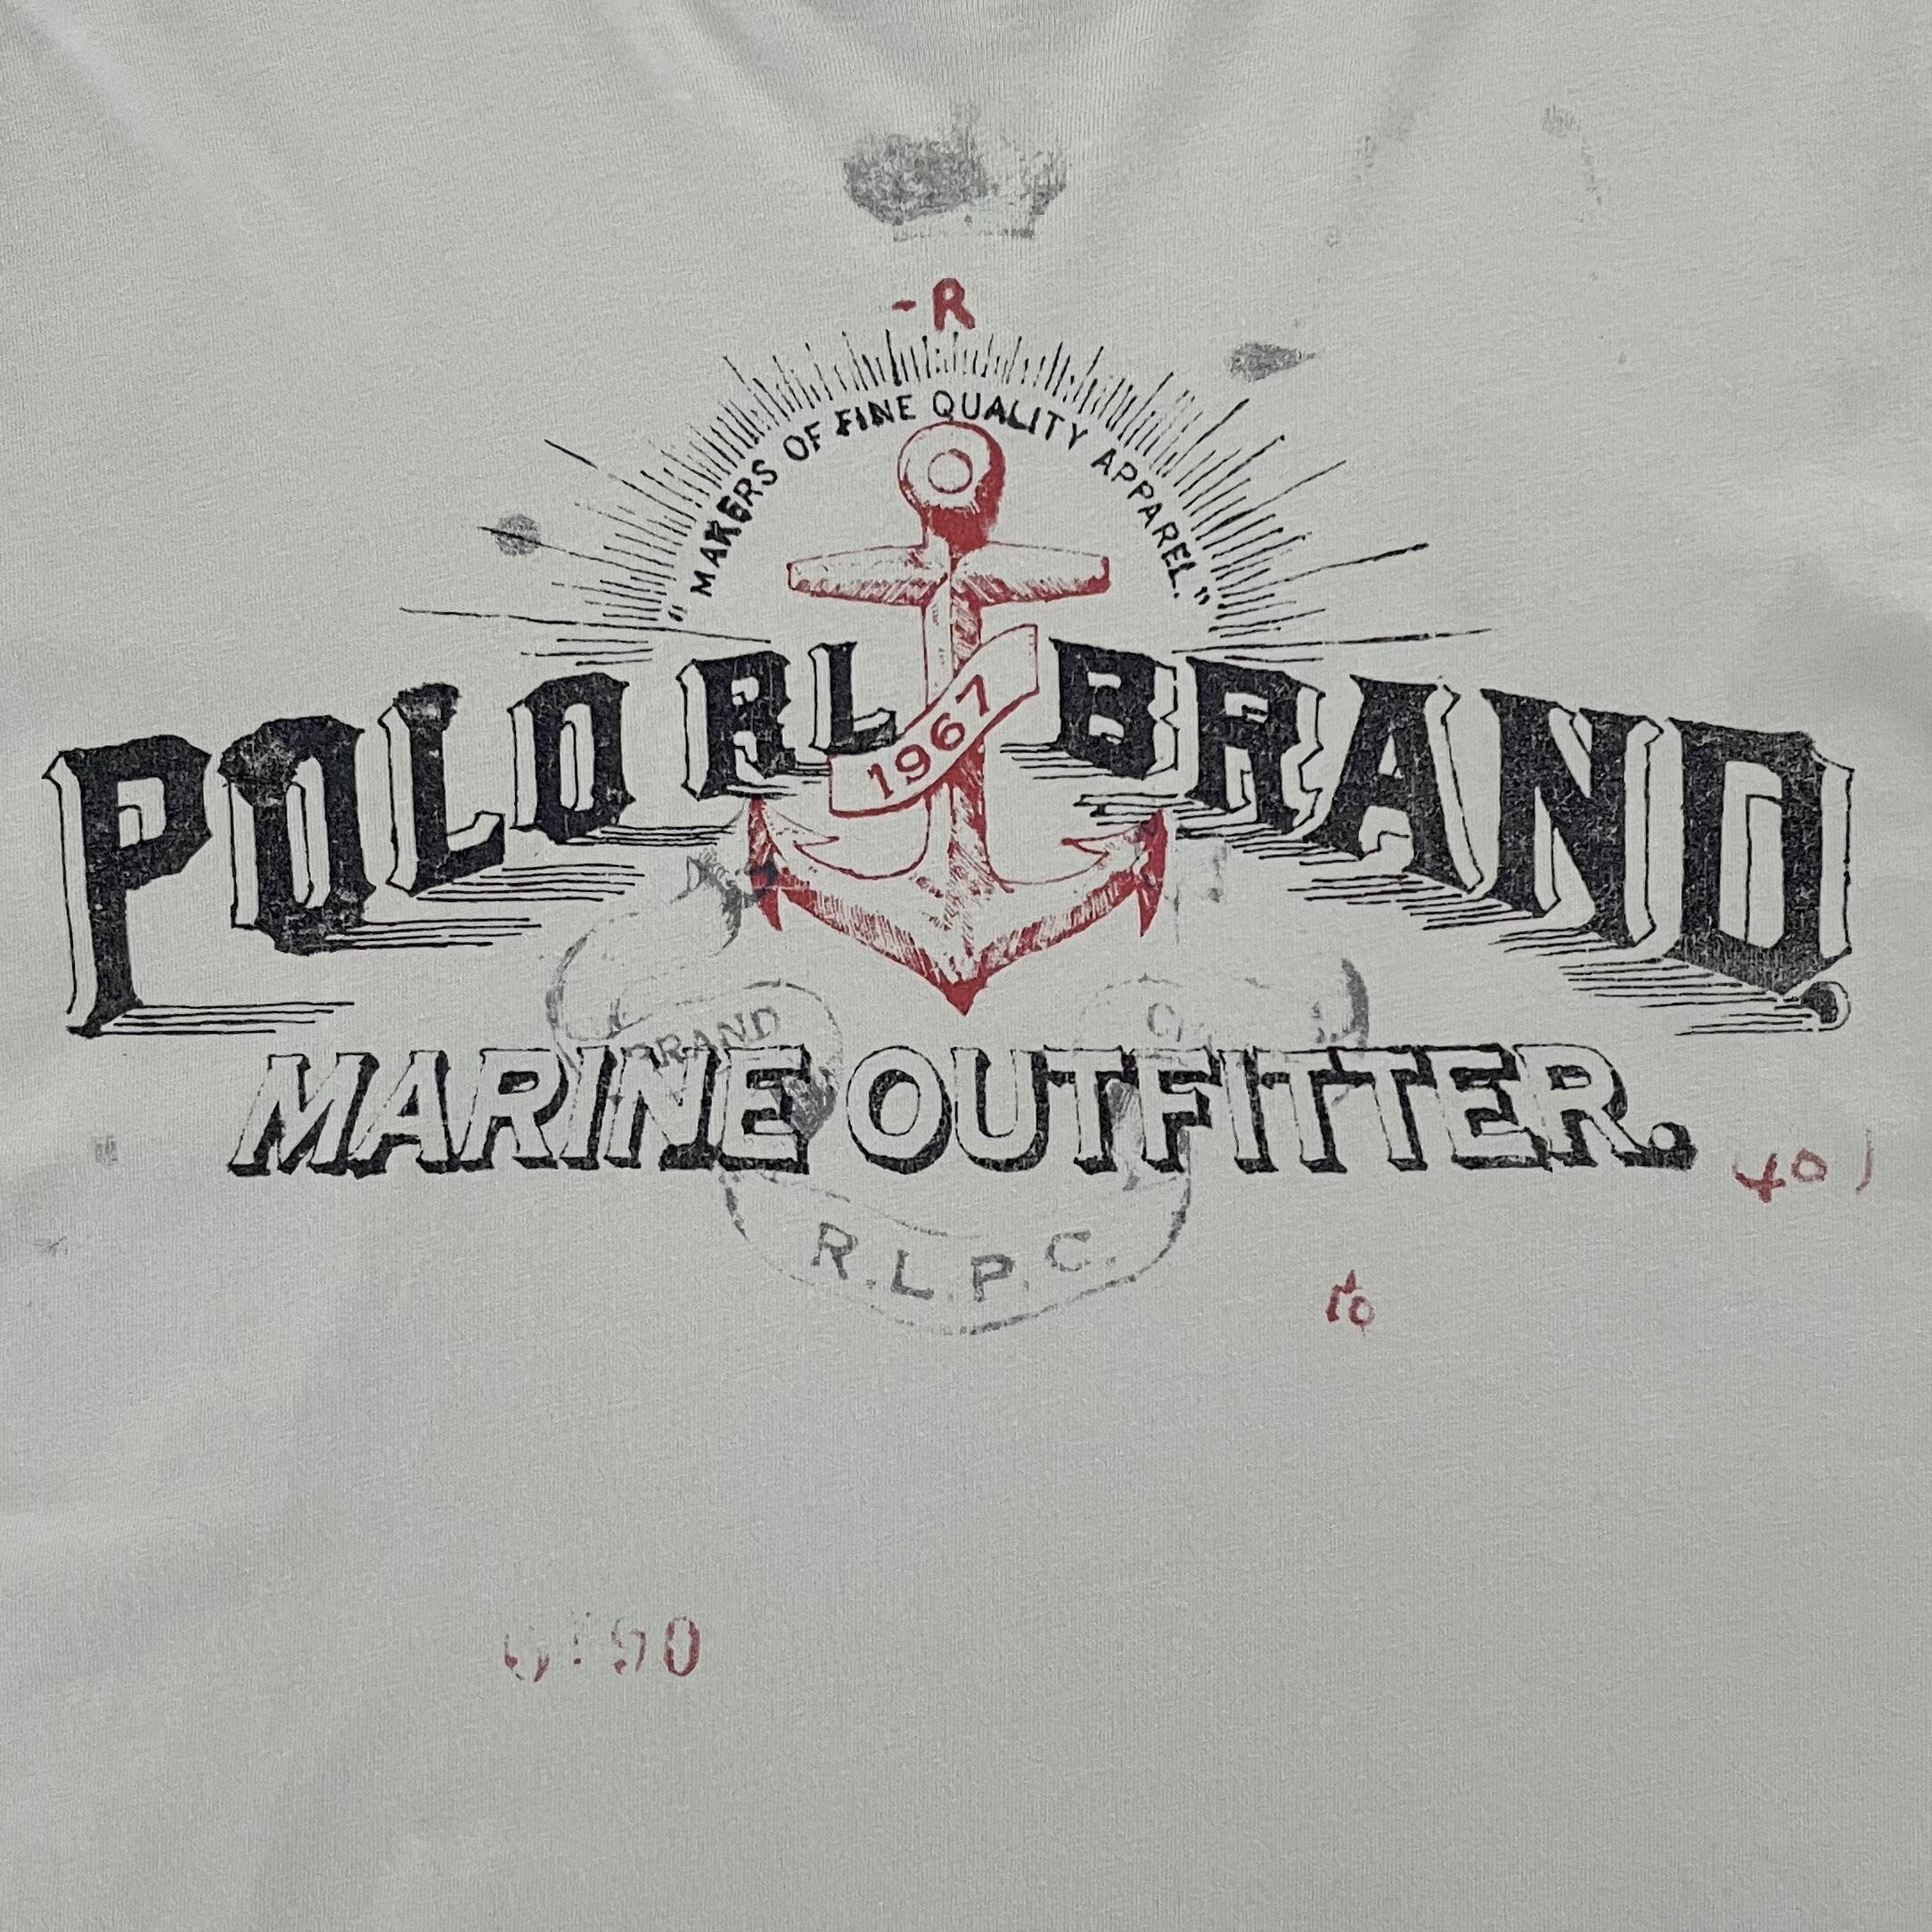 -R
"MAKERS OF FINE QUALITY APPAREL."
POLO RL BRAND.
1967
BRAND
MARINE OUTFITTER.
R.L.P.C.